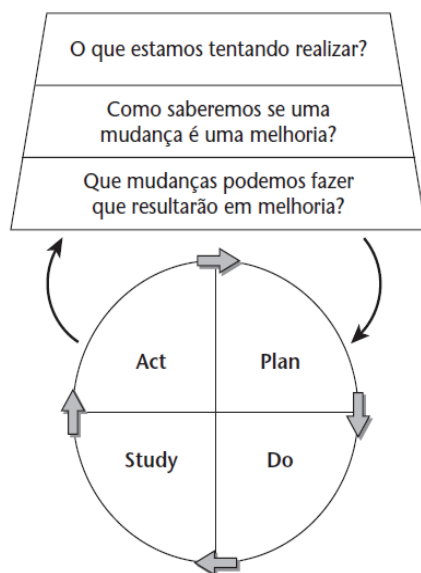 O que estamos tentando realizar?
Como saberemos se uma
mudança é uma melhoria?
Que mudanças podemos fazer
que resultarão em melhoria?
Act
Plan
Study
Do